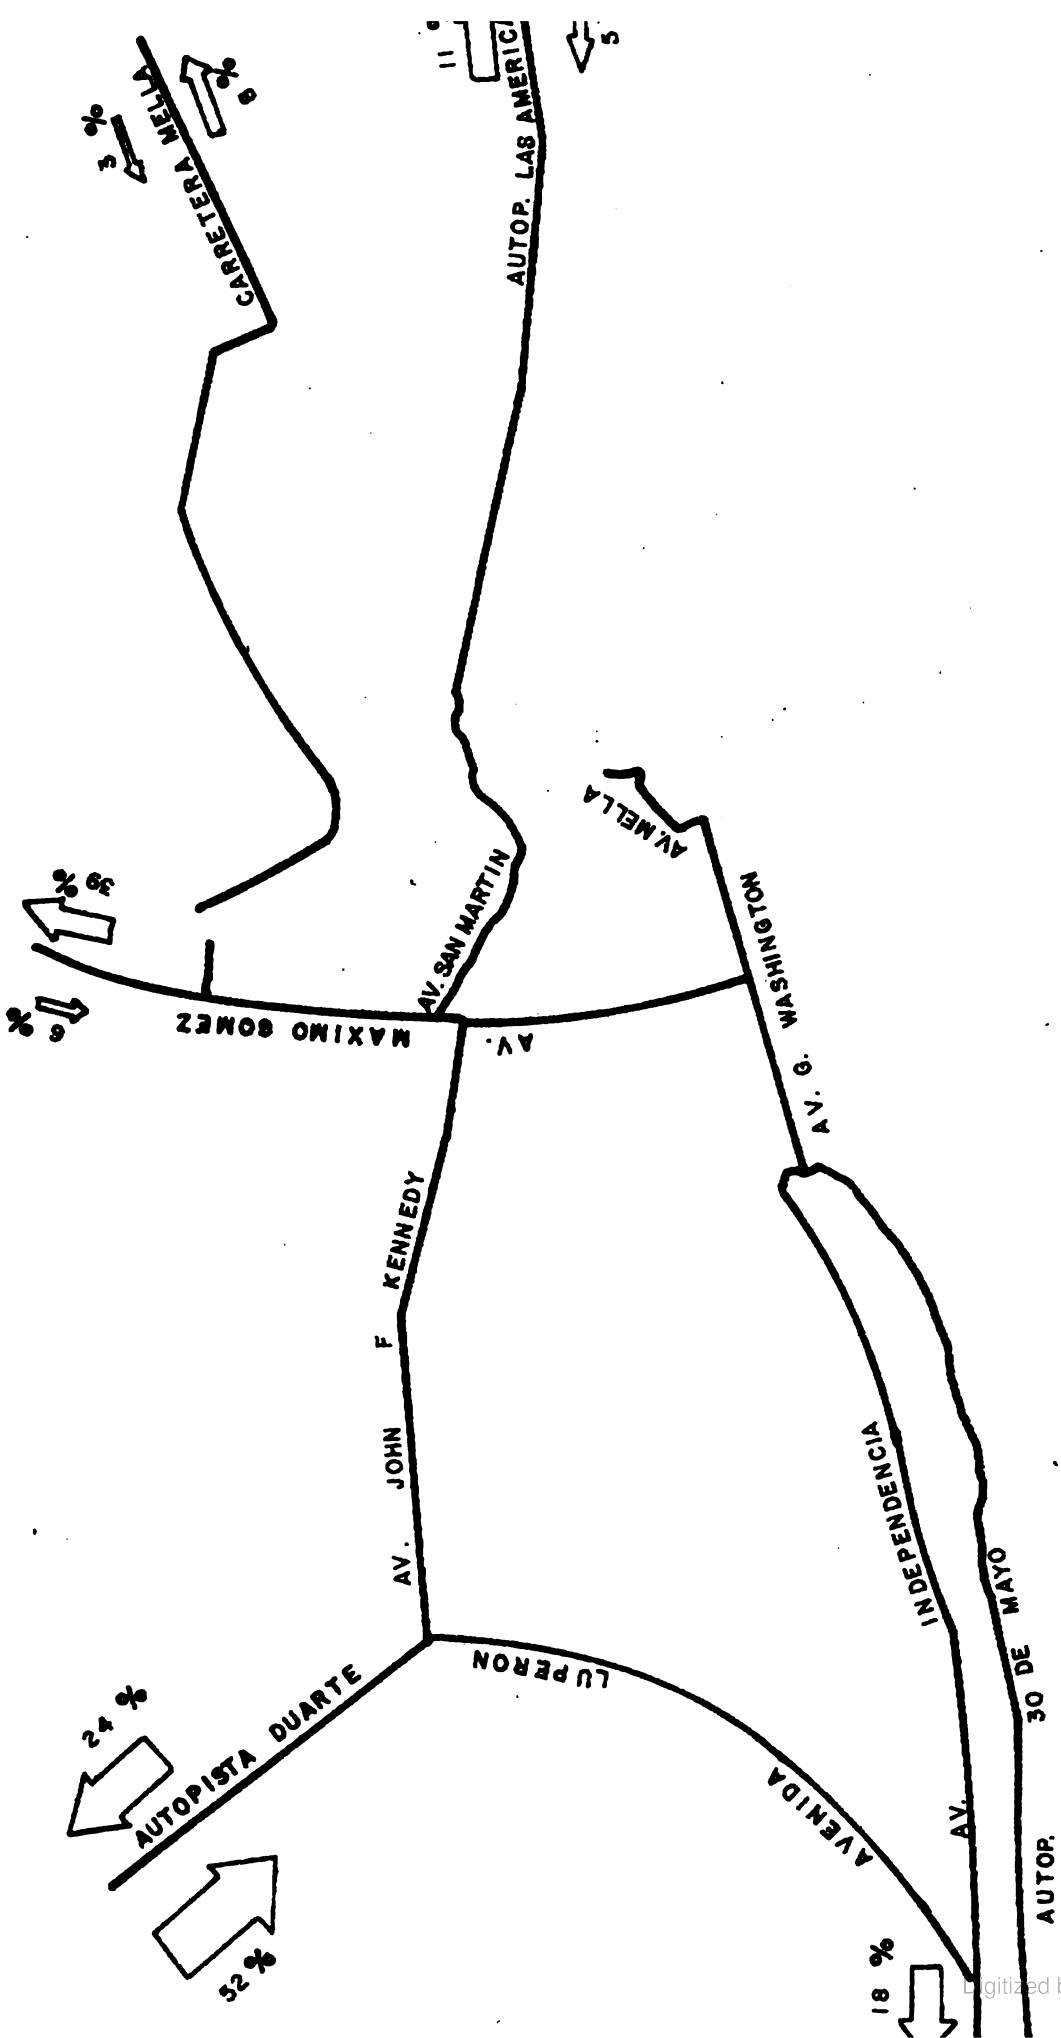 11
5
8 %
3 %
CARRETERA MELLA
AUTOP. LAS AMERIC
AV. MELLA
39 %
6 %
AV. SAN MARTIN
AV. MAXIMO GOMEZ
AV. G. WASHINGTON
AV. JOHN F KENNEDY
AV. INDEPENDENCIA
AUTOP. 30 DE MAYO
AVENIDA LUPERON
AUTOPISTA DUARTE
24 %
52 %
18 %
Digitized b